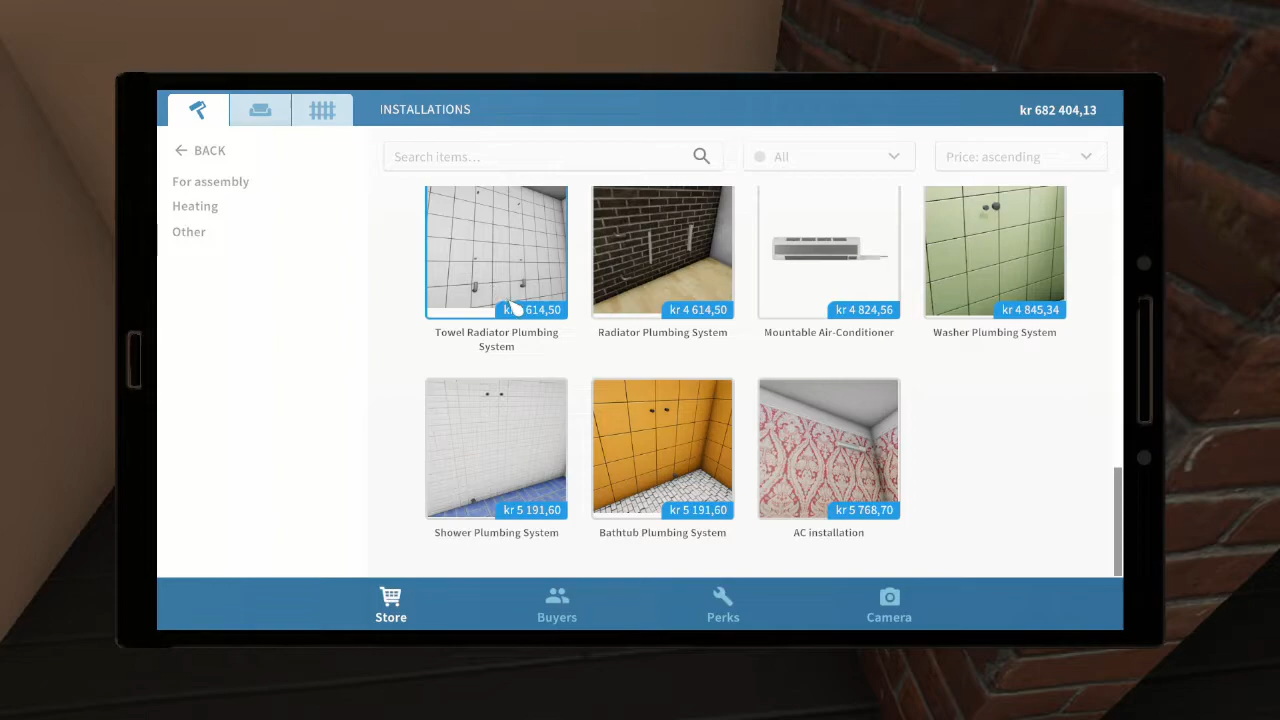 INSTALLATIONS
kr 682 404,13
BACK
Search items...
All
Price: ascending
For assembly
Heating
Other
614,50
kr 4 614,50
kr 4 824,56
kr 4 845,34
Towel Radiator Plumbing
System
Radiator Plumbing System
Mountable Air-Conditioner
Washer Plumbing System
kr 5 191,60
kr 5 191,60
kr 5 768,70
Shower Plumbing System
Bathtub Plumbing System
AC installation
Store
Buyers
Perks
Camera